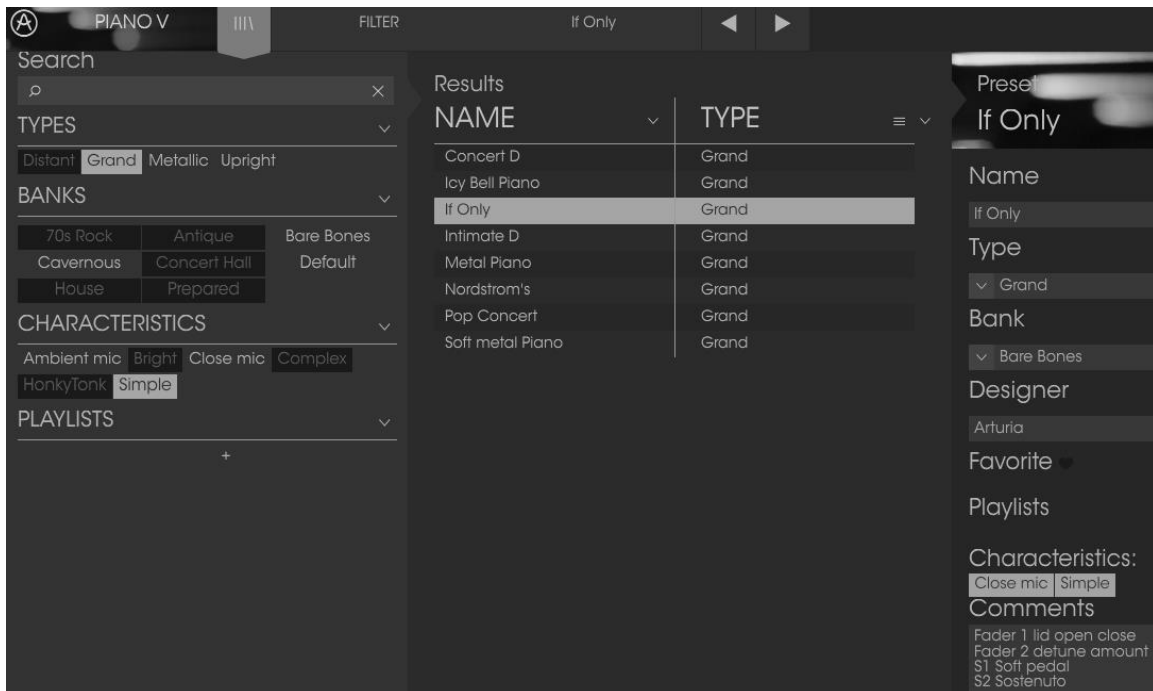 PIANO V
FILTER
If Only
Search
TYPES
Distant Grand Metallic Upright
BANKS
70s Rock Antique Bare Bones
Cavernous Concert Hall Default
House Prepared
CHARACTERISTICS
Ambient mic Bright Close mic Complex
HonkyTonk Simple
PLAYLISTS
+
Results
NAME TYPE
Concert D Grand
Icy Bell Piano Grand
If Only Grand
Intimate D Grand
Metal Piano Grand
Nordstrom's Grand
Pop Concert Grand
Soft metal Piano Grand
Preset
If Only
Name
If Only
Type
Grand
Bank
Bare Bones
Designer
Arturia
Favorite
Playlists
Characteristics:
Close mic Simple
Comments
Fader 1 lid open close
Fader 2 detune amount
S1 Soft pedal
S2 Sostenuto